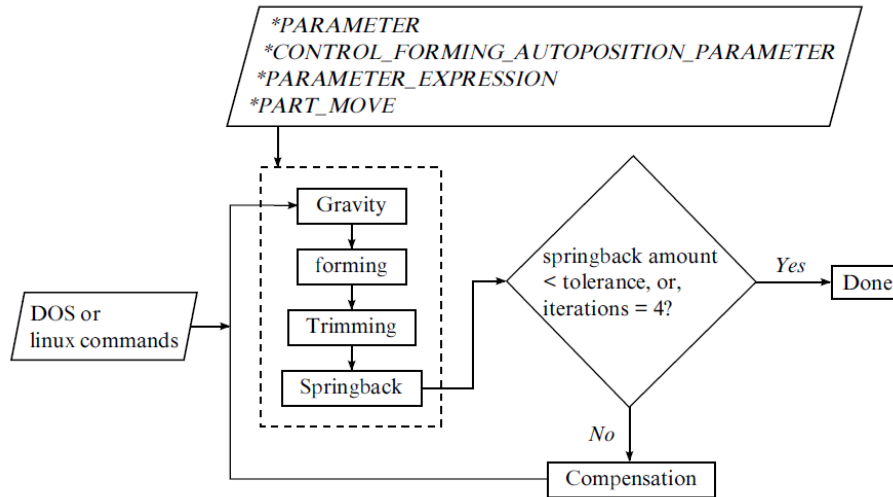 *PARAMETER
*CONTROL_FORMING_AUTOPOSITION_PARAMETER
*PARAMETER_EXPRESSION
*PART_MOVE
Gravity
forming
Trimming
Springback
DOS or
linux commands
springback amount
< tolerance, or,
iterations = 4?
Yes
Done
No
Compensation